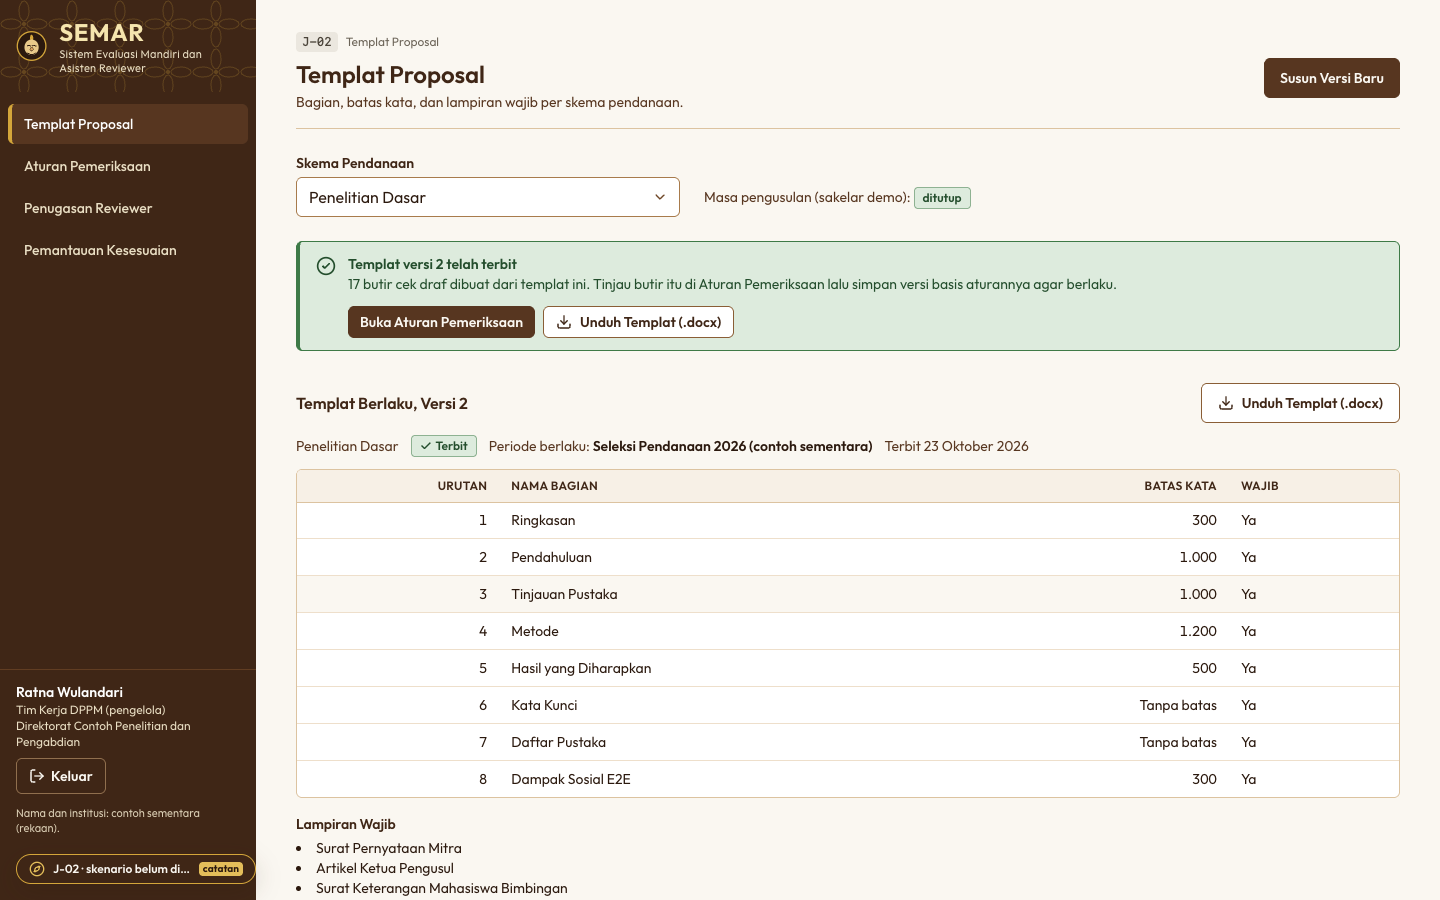 SEMAR
Sistem Evaluasi Mandiri dan
Asisten Reviewer
Templat Proposal
Aturan Pemeriksaan
Penugasan Reviewer
Pemantauan Kesesuaian
Ratna Wulandari
Tim Kerja DPPM (pengelola)
Direktorat Contoh Penelitian dan
Pengabdian
Keluar
Nama dan institusi: contoh sementara
(rekaan).
J-02 · skenario belum di... catatan
J-02 Templat Proposal
Templat Proposal
Bagian, batas kata, dan lampiran wajib per skema pendanaan.
Susun Versi Baru
Skema Pendanaan
Penelitian Dasar
Masa pengusulan (sakelar demo): ditutup
Templat versi 2 telah terbit
17 butir cek draf dibuat dari templat ini. Tinjau butir itu di Aturan Pemeriksaan lalu simpan versi basis aturannya agar berlaku.
Buka Aturan Pemeriksaan Unduh Templat (.docx)
Templat Berlaku, Versi 2
Unduh Templat (.docx)
Penelitian Dasar Terbit Periode berlaku: Seleksi Pendanaan 2026 (contoh sementara) Terbit 23 Oktober 2026
URUTAN NAMA BAGIAN BATAS KATA WAJIB
1 Ringkasan 300 Ya
2 Pendahuluan 1.000 Ya
3 Tinjauan Pustaka 1.000 Ya
4 Metode 1.200 Ya
5 Hasil yang Diharapkan 500 Ya
6 Kata Kunci Tanpa batas Ya
7 Daftar Pustaka Tanpa batas Ya
8 Dampak Sosial E2E 300 Ya
Lampiran Wajib
• Surat Pernyataan Mitra
• Artikel Ketua Pengusul
• Surat Keterangan Mahasiswa Bimbingan